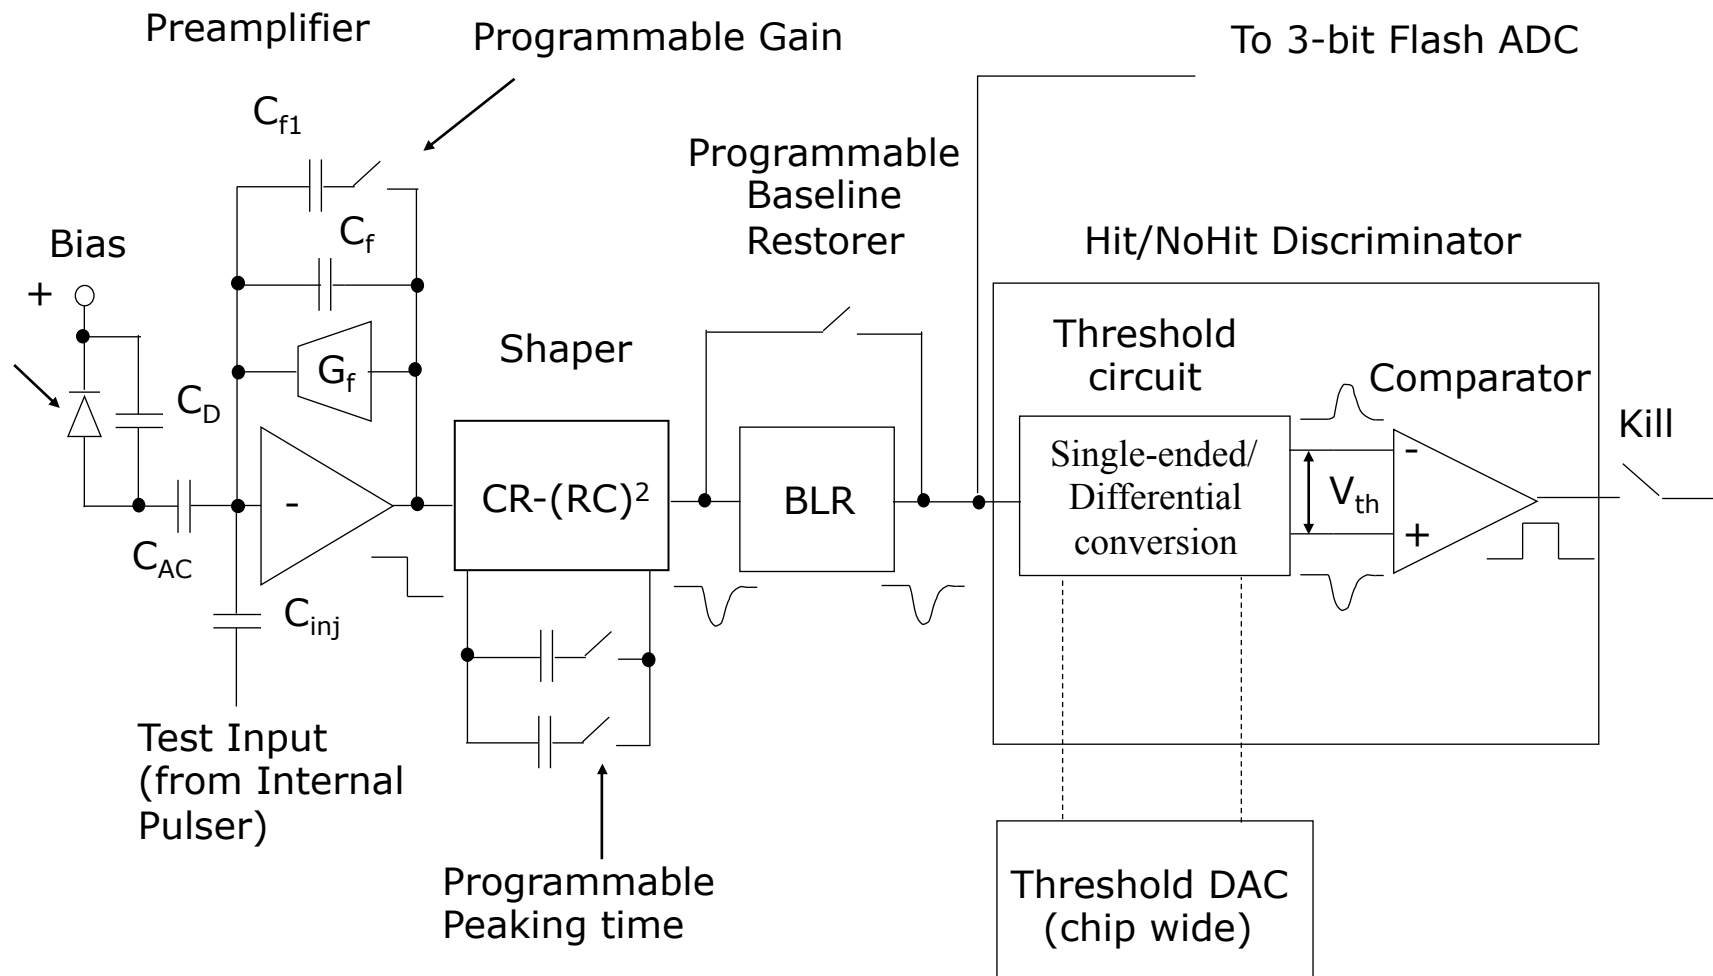 Preamplifier
Programmable Gain
To 3-bit Flash ADC
Cf1
Programmable
Baseline
Restorer
Cf
Bias
+
Hit/NoHit Discriminator
Gf
Shaper
Threshold
circuit
Comparator
CD
Kill
CR-(RC)2
BLR
Single-ended/
Differential
conversion
Vth
-
+
-
CAC
Cinj
Test Input
(from Internal
Pulser)
Programmable
Peaking time
Threshold DAC
(chip wide)